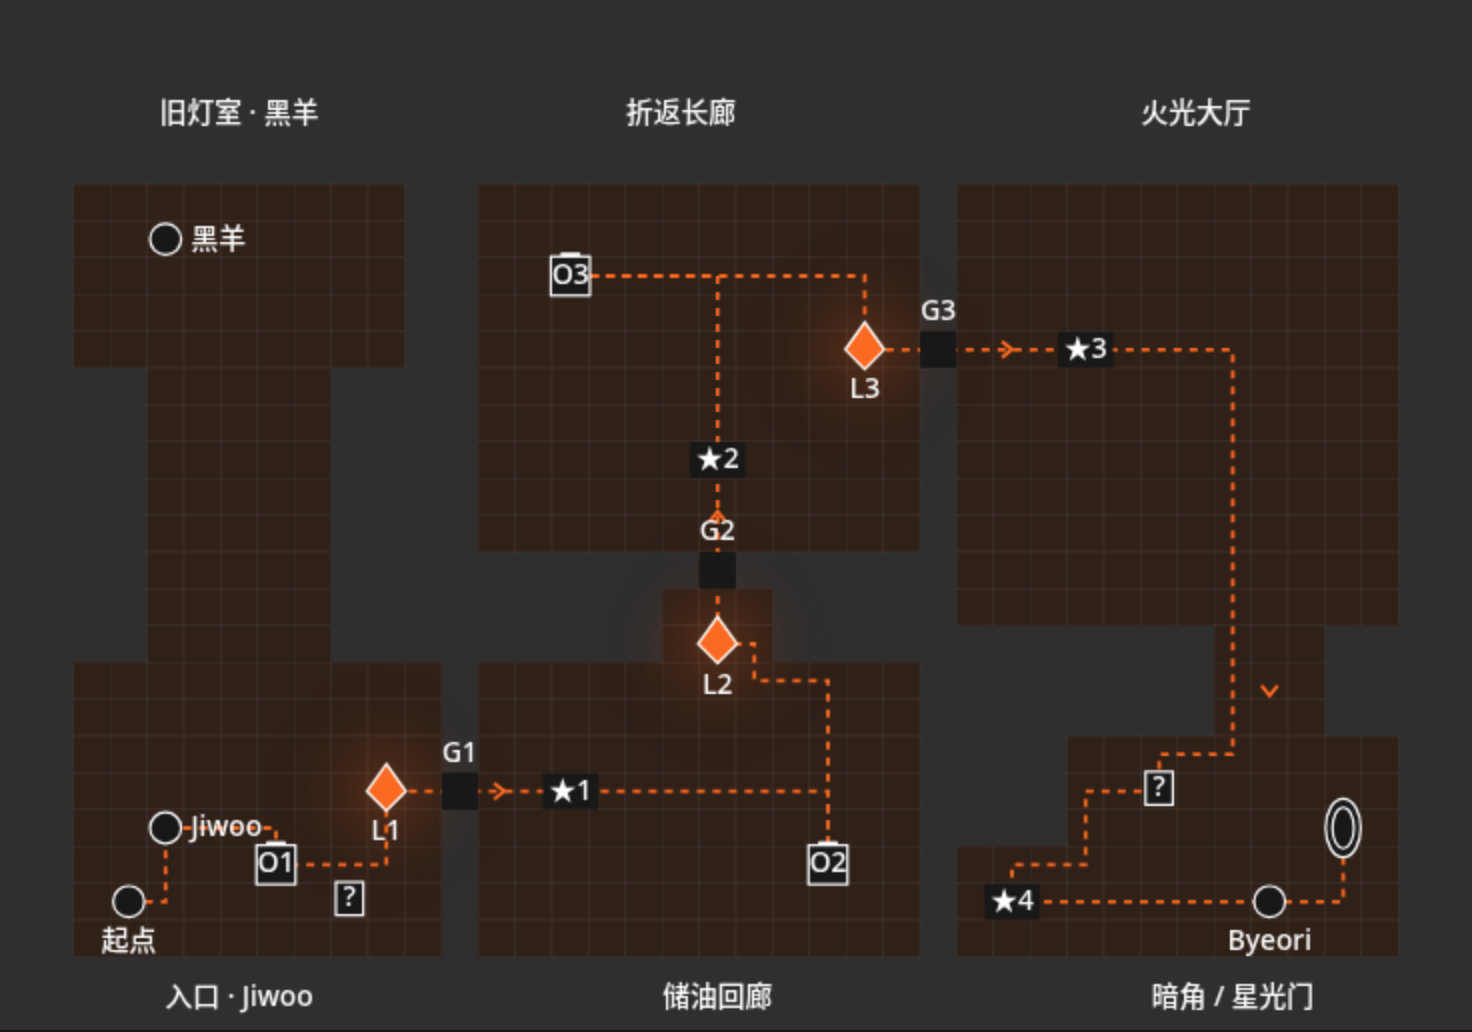 旧灯室 · 黑羊
折返长廊
火光大厅
黑羊
O3
G3
★3
L3
★2
G2
L2
G1
★1
Jiwoo
L1
O1
?
O2
?
起点
★4
Byeori
入口 · Jiwoo
储油回廊
暗角 / 星光门